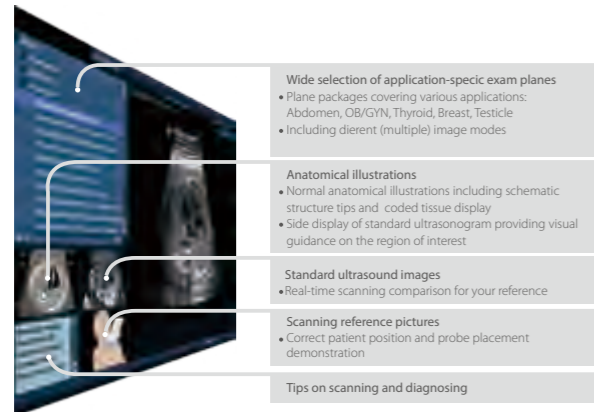 Wide selection of application-specic exam planes
• Plane packages covering various applications:
Abdomen, OB/GYN, Thyroid, Breast, Testicle
• Including dierent (multiple) image modes
Anatomical illustrations
• Normal anatomical illustrations including schematic
structure tips and coded tissue display
• Side display of standard ultrasonogram providing visual
guidance on the region of interest
Standard ultrasound images
• Real-time scanning comparison for your reference
Scanning reference pictures
• Correct patient position and probe placement
demonstration
Tips on scanning and diagnosing